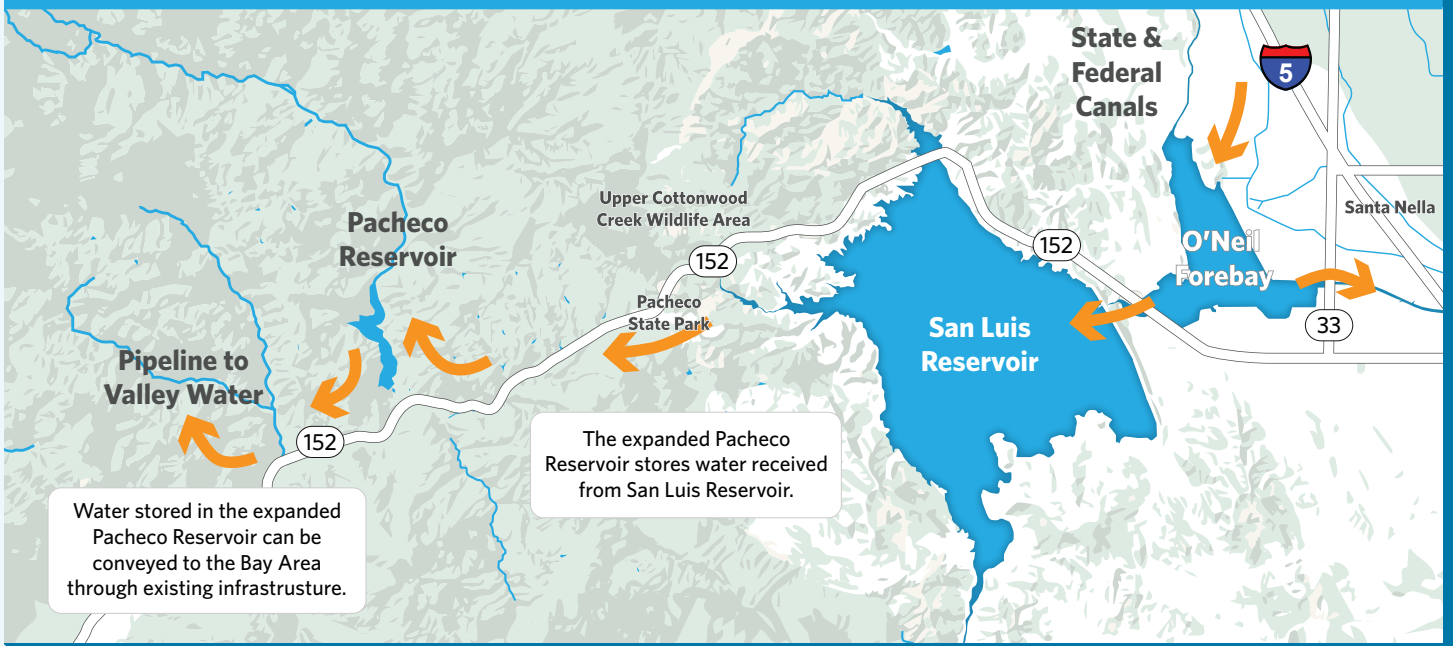 State &
Federal
Canals
5
Santa Nella
Upper Cottonwood
Creek Wildlife Area
Pacheco
Reservoir
152
152
O'Neil
Forebay
Pacheco
State Park
33
San Luis
Reservoir
Pipeline to
Valley Water
152
The expanded Pacheco
Reservoir stores water received
from San Luis Reservoir.
Water stored in the expanded
Pacheco Reservoir can be
conveyed to the Bay Area
through existing infrastrusture.